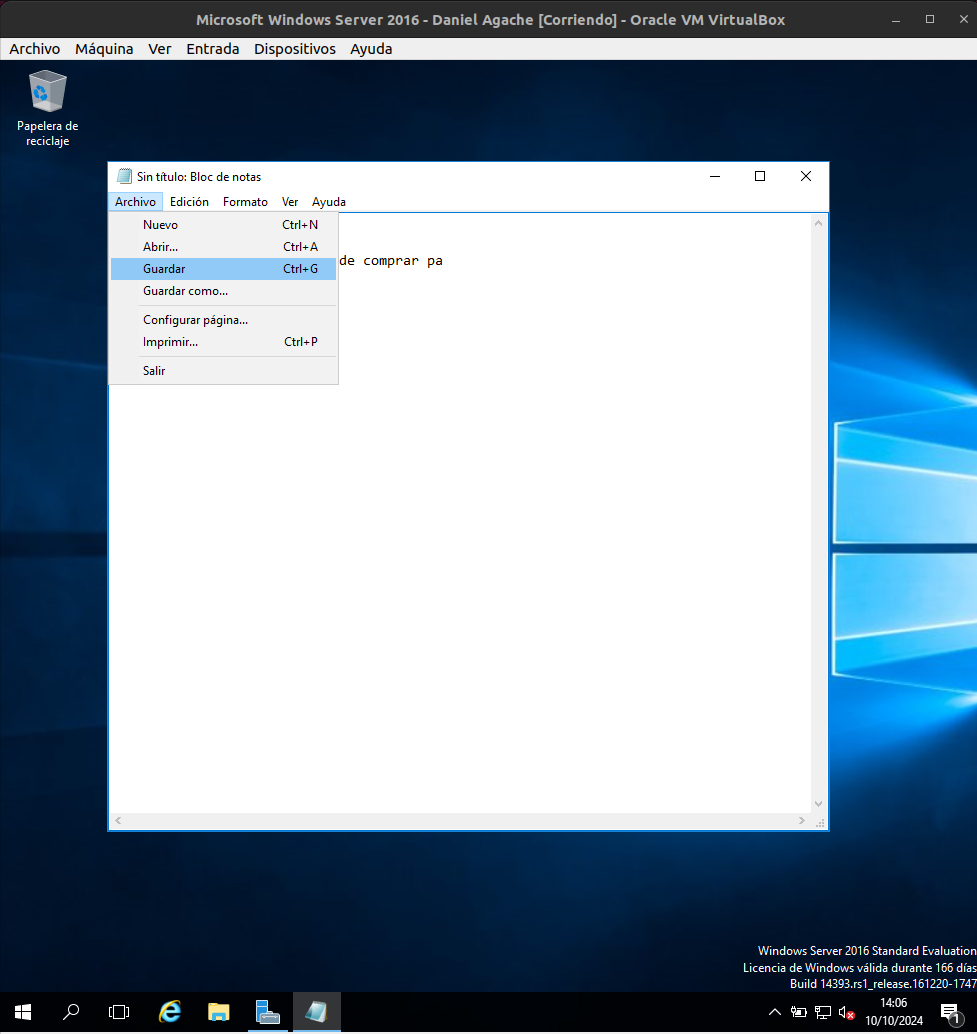 Microsoft Windows Server 2016 - Daniel Agache [Corriendo] - Oracle VM VirtualBox
Archivo Máquina Ver Entrada Dispositivos Ayuda
Papelera de
reciclaje
Sin título: Bloc de notas
Archivo Edición Formato Ver Ayuda
Nuevo Ctrl+N
Abrir... Ctrl+A
de comprar pa
Guardar Ctrl+G
Guardar como...
Configurar página...
Imprimir... Ctrl+P
Salir
Windows Server 2016 Standard Evaluation
Licencia de Windows válida durante 166 días
Build 14393.rs1_release.161220-1747
14:06
10/10/2024
1